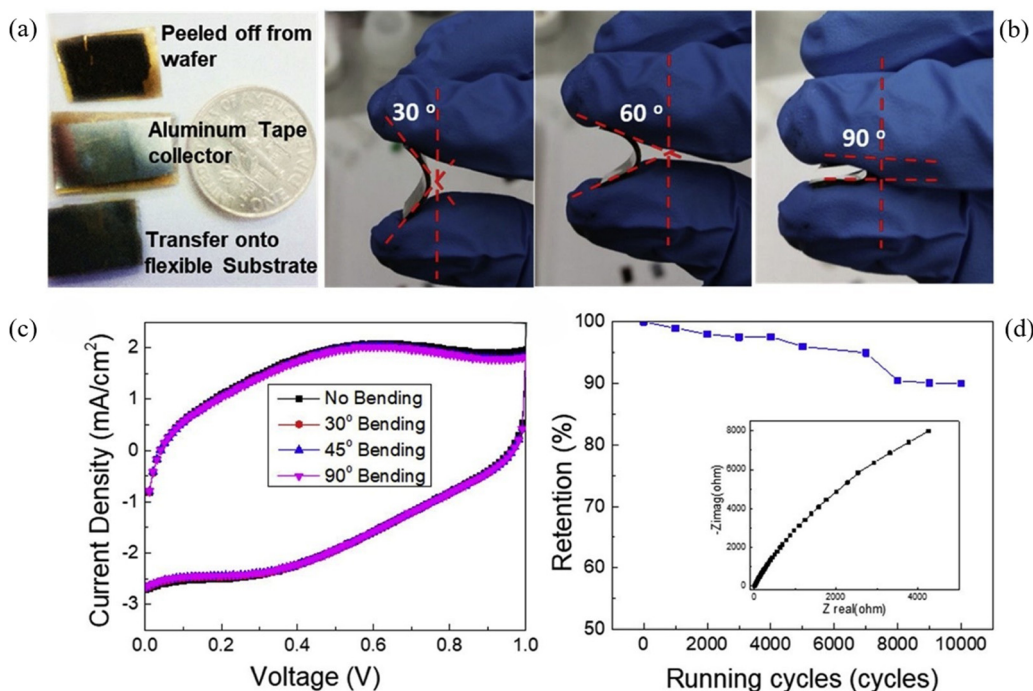 (a)
Peeled off from
wafer
Aluminum Tape
collector
Transfer onto
flexible Substrate
30 o
60 o
90 o
(b)
(c)
Current Density (mA/cm2)
2
1
0
-1
-2
-3
0.0 0.2 0.4 0.6 0.8 1.0
Voltage (V)
No Bending
30o Bending
45o Bending
90o Bending
(d)
Retention (%)
100
90
80
70
60
50
0 2000 4000 6000 8000 10000
Running cycles (cycles)
-Zimag(ohm)
8000
6000
4000
2000
0
0 2000 4000
Z real(ohm)